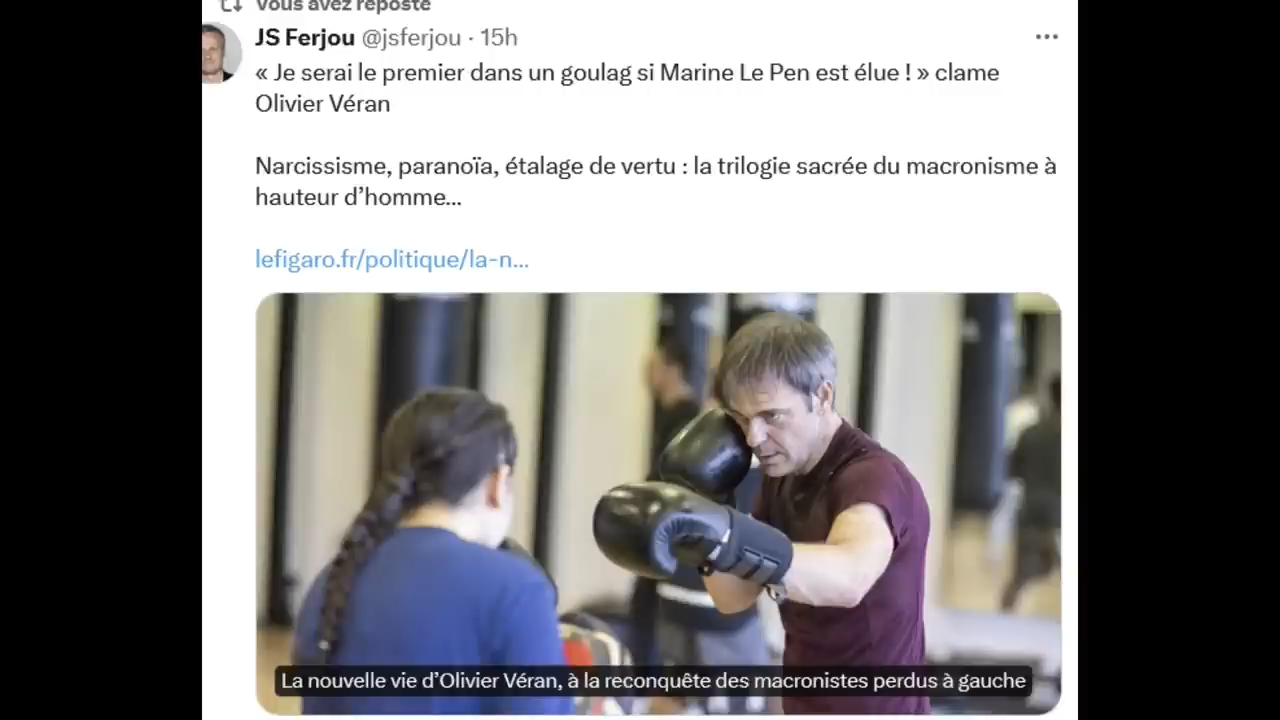 Vous avez reposté
JS Ferjou @jsferjou · 15h
« Je serai le premier dans un goulag si Marine Le Pen est élue ! » clame
Olivier Véran
Narcissisme, paranoïa, étalage de vertu : la trilogie sacrée du macronisme à
hauteur d’homme...
lefigaro.fr/politique/la-n...
La nouvelle vie d’Olivier Véran, à la reconquête des macronistes perdus à gauche